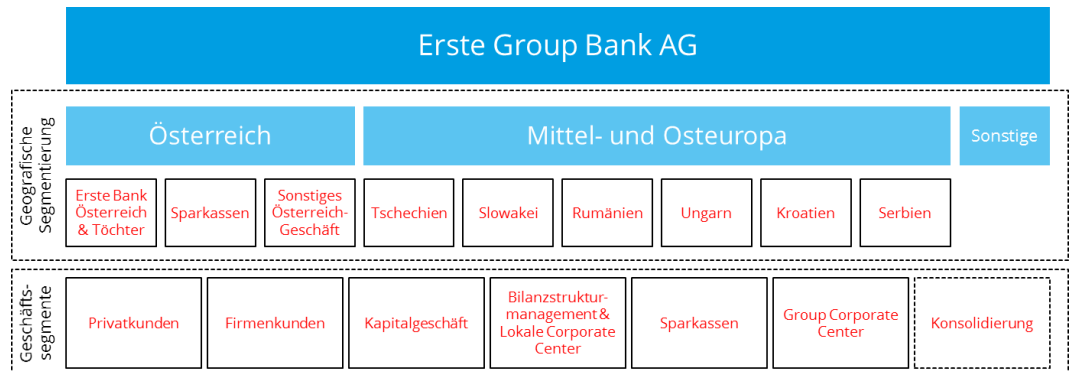 Erste Group Bank AG
Geografische
Segmentierung
Österreich
Mittel- und Osteuropa
Sonstige
Erste Bank
Österreich
& Töchter
Sparkassen
Sonstiges
Österreich-
Geschäft
Tschechien
Slowakei
Rumänien
Ungarn
Kroatien
Serbien
Geschäfts-
segmente
Privatkunden
Firmenkunden
Kapitalgeschäft
Bilanzstruktur-
management &
Lokale Corporate
Center
Sparkassen
Group Corporate
Center
Konsolidierung